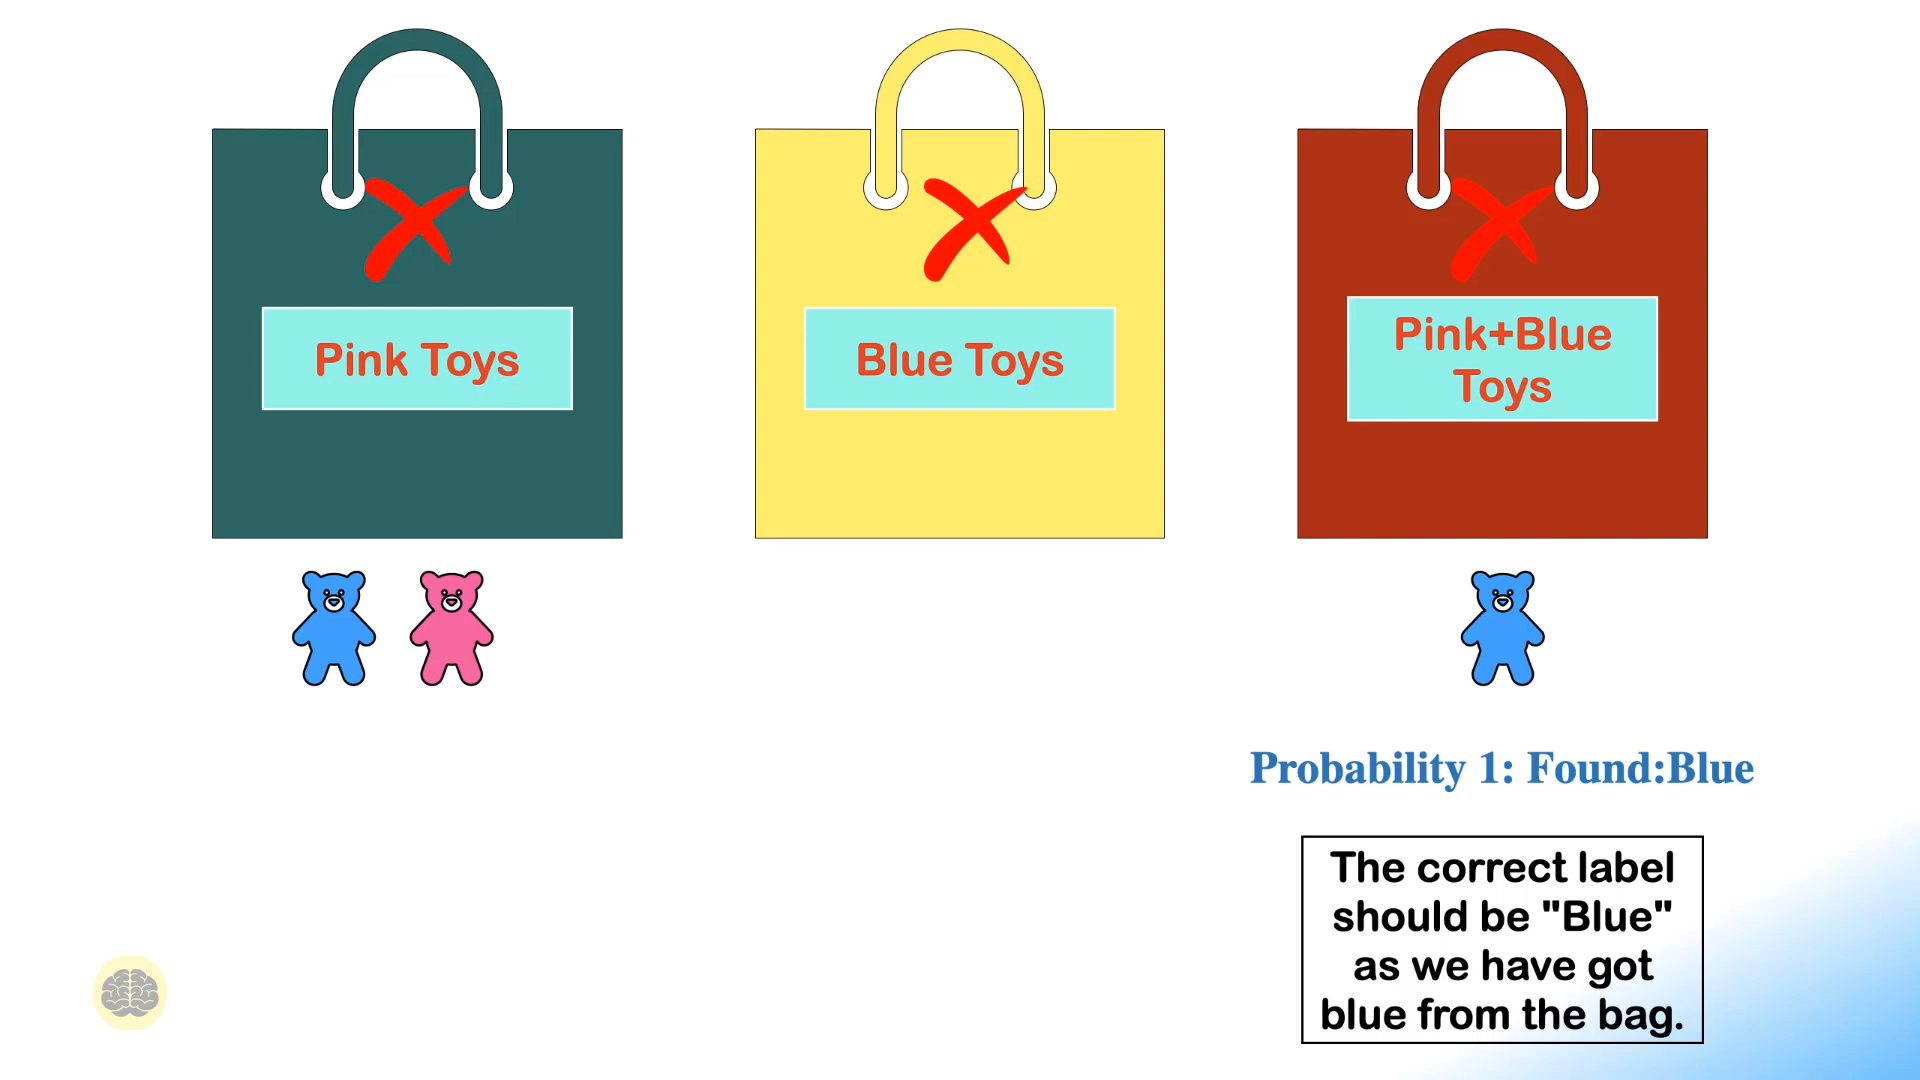 Pink Toys
Blue Toys
Pink+Blue
Toys
Probability 1: Found:Blue
The correct label
should be "Blue"
as we have got
blue from the bag.